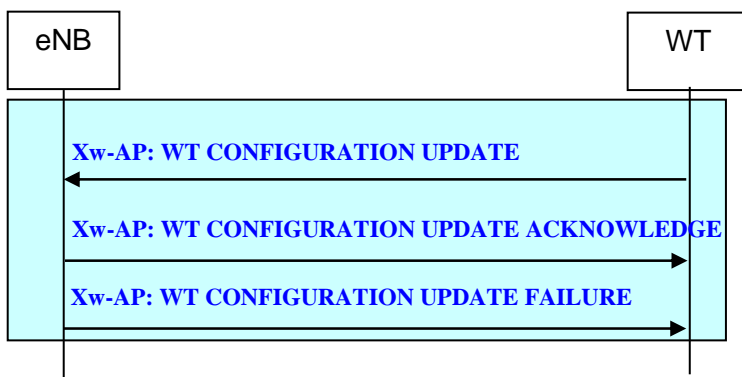 eNB
WT
Xw-AP: WT CONFIGURATION UPDATE
Xw-AP: WT CONFIGURATION UPDATE ACKNOWLEDGE
Xw-AP: WT CONFIGURATION UPDATE FAILURE